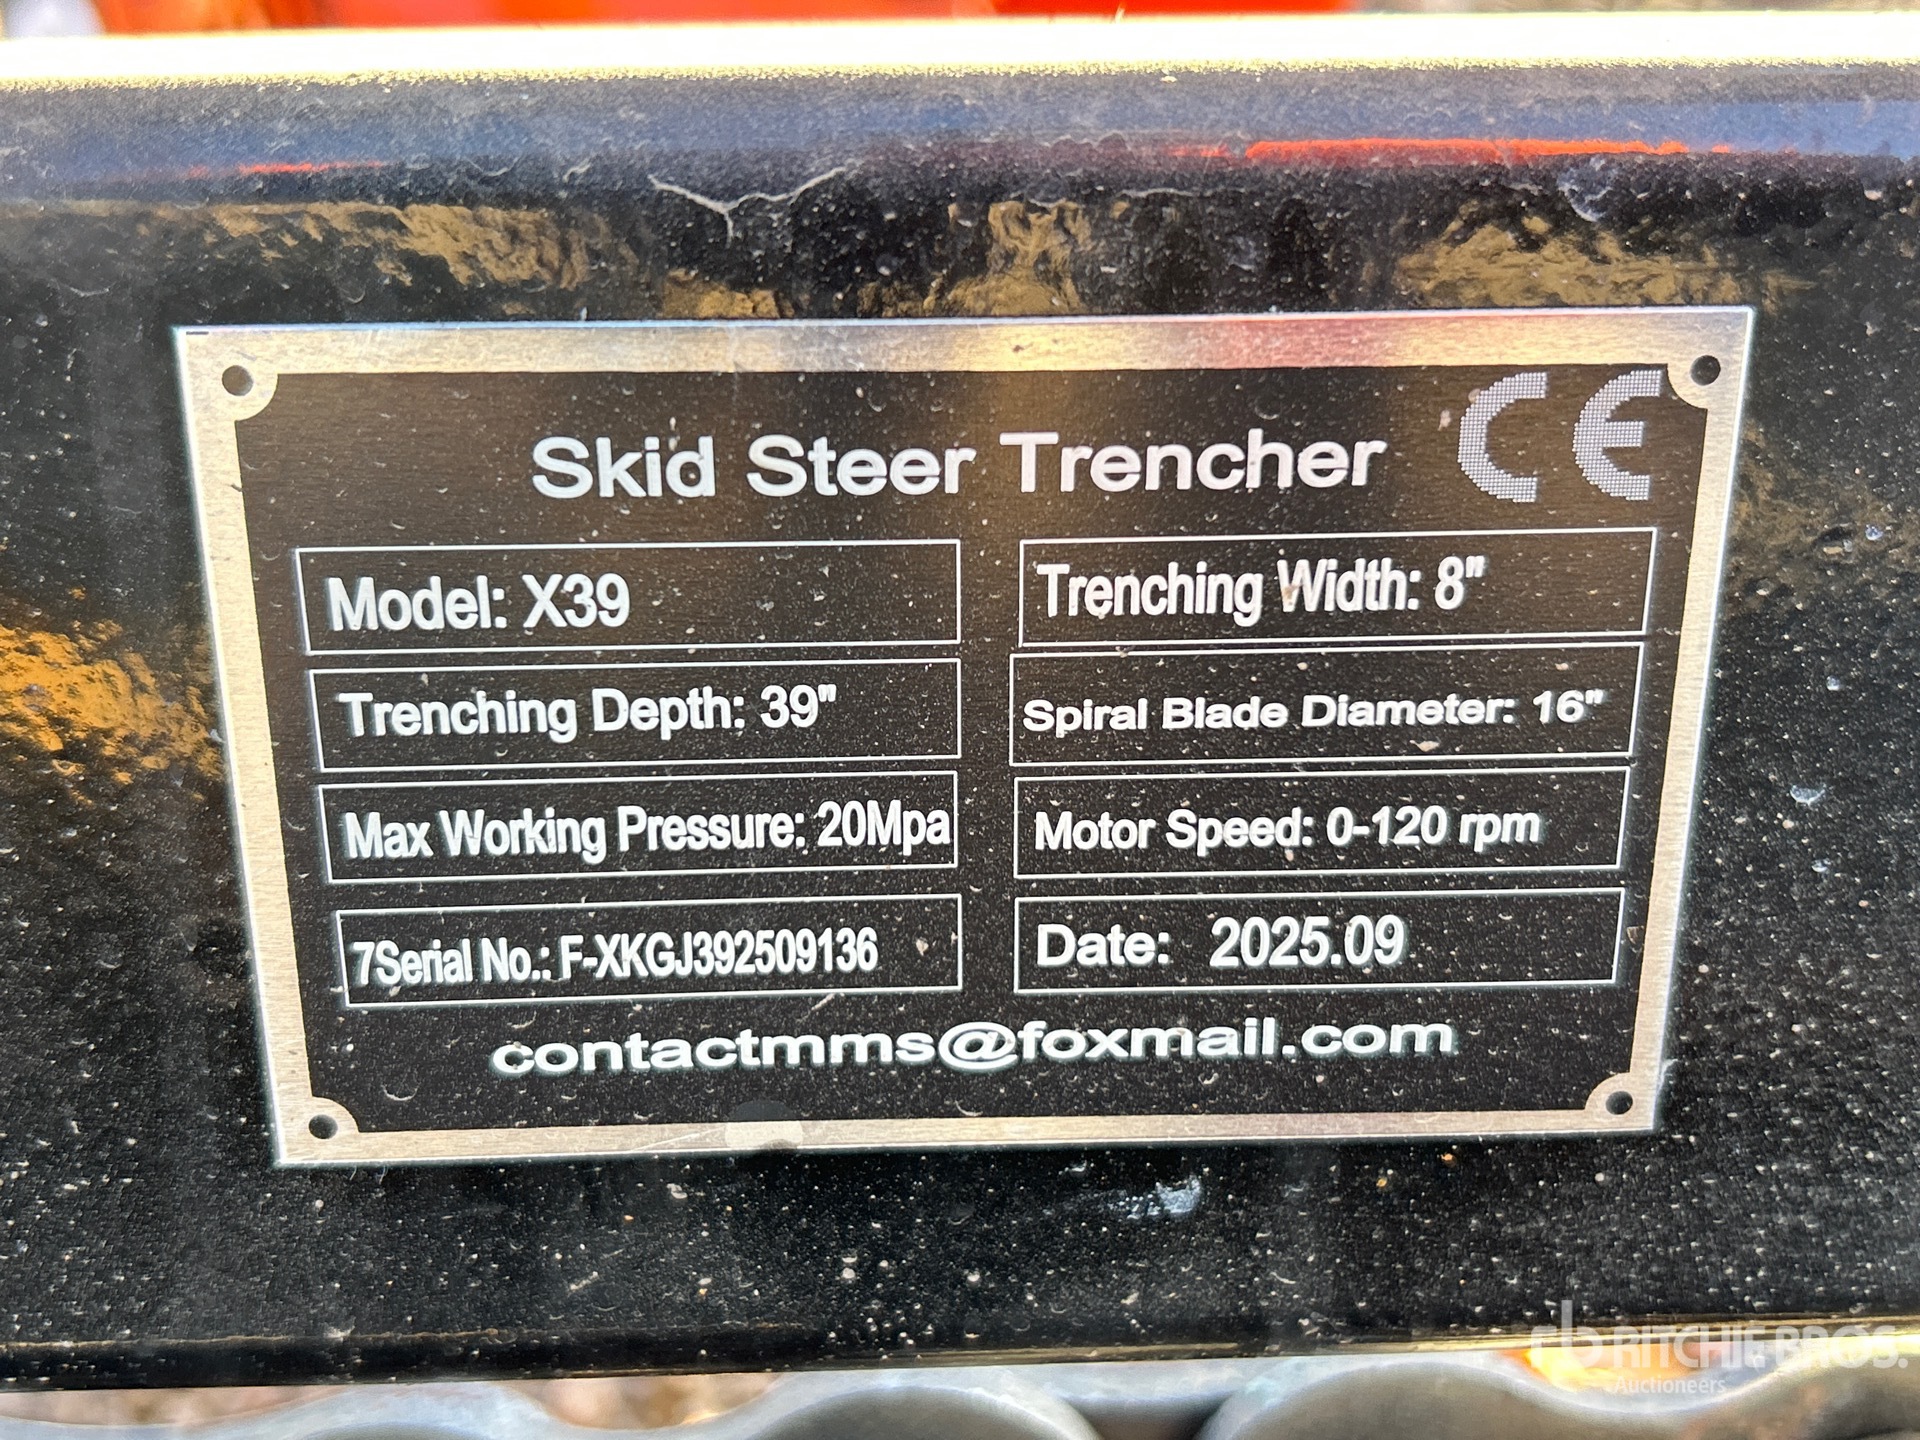 Skid Steer Trencher CE
Model: X39
Trenching Width: 8"
Trenching Depth: 39"
Spiral Blade Diameter: 16"
Max Working Pressure: 20Mpa
Motor Speed: 0-120 rpm
7Serial No.: F-XKGJ392509136
Date: 2025.09
contactmms@foxmail.com
rb RITCHIE BROS.
Auctioneers